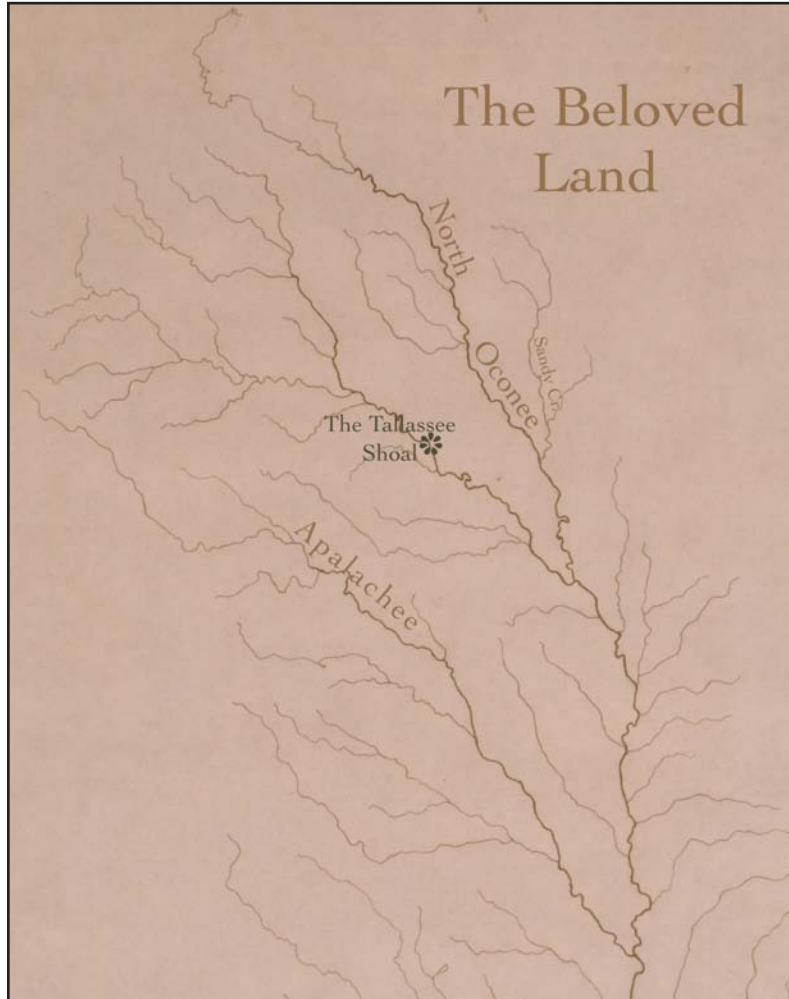 The Beloved
Land
North
Oconee
Sandy Cr.
The Tallassee
Shoal
Apalachee